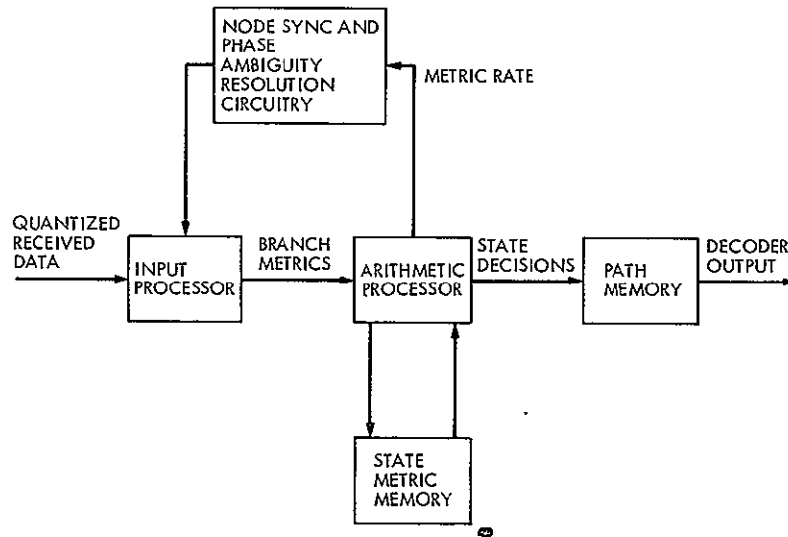 NODE SYNC AND
PHASE
AMBIGUITY
RESOLUTION
CIRCUITRY
METRIC RATE
QUANTIZED
RECEIVED
DATA
INPUT
PROCESSOR
BRANCH
METRICS
ARITHMETIC
PROCESSOR
STATE
DECISIONS
PATH
MEMORY
DECODER
OUTPUT
STATE
METRIC
MEMORY